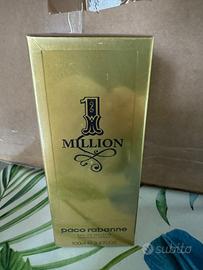 1
MILLION
paco rabanne
subito